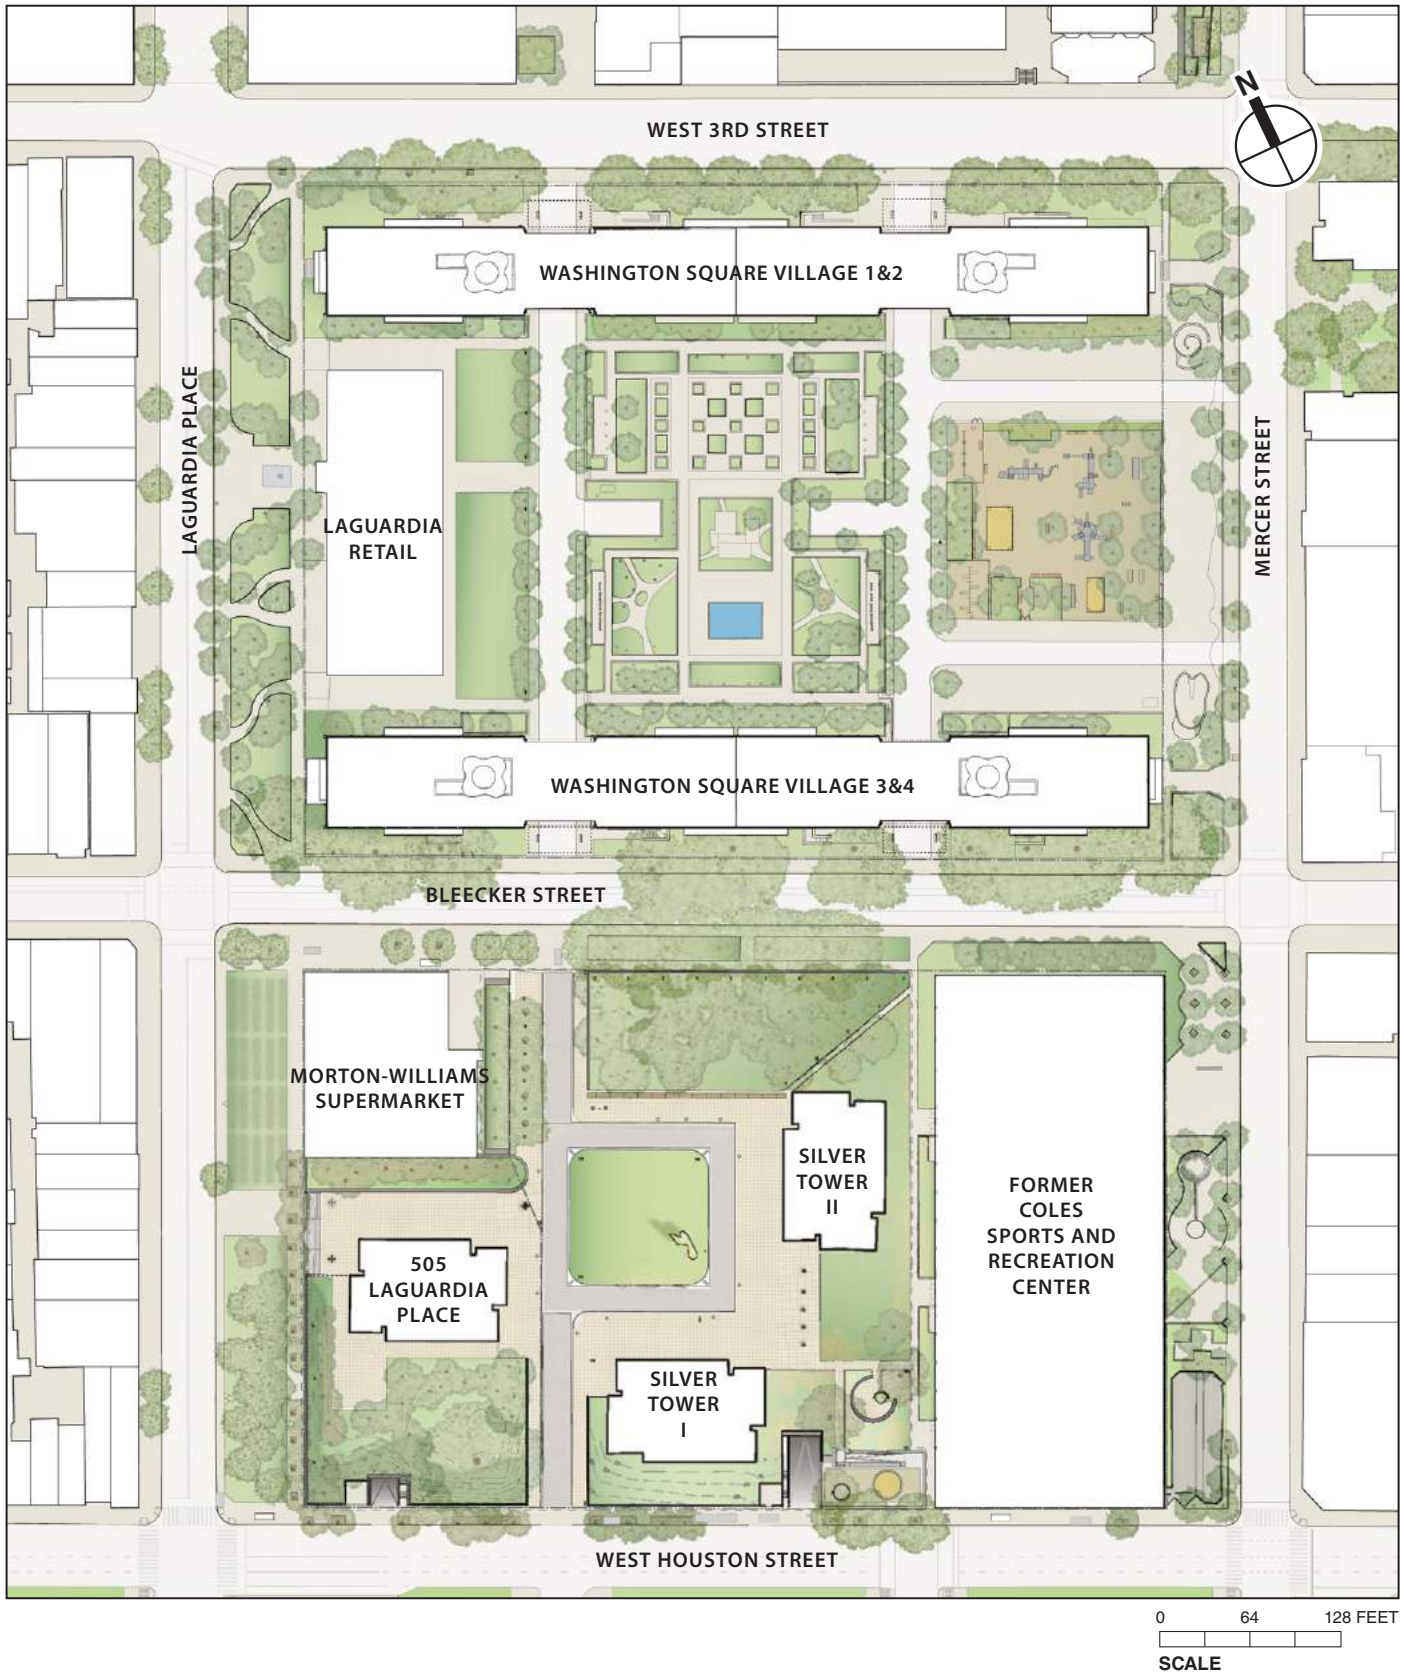 N
WEST 3RD STREET
WASHINGTON SQUARE VILLAGE 1&2
LAGUARDIA PLACE
LAGUARDIA
RETAIL
MERCER STREET
WASHINGTON SQUARE VILLAGE 3&4
BLEECKER STREET
MORTON-WILLIAMS
SUPERMARKET
SILVER
TOWER
II
FORMER
COLES
SPORTS AND
RECREATION
CENTER
505
LAGUARDIA
PLACE
SILVER
TOWER
I
WEST HOUSTON STREET
0 64 128 FEET
SCALE